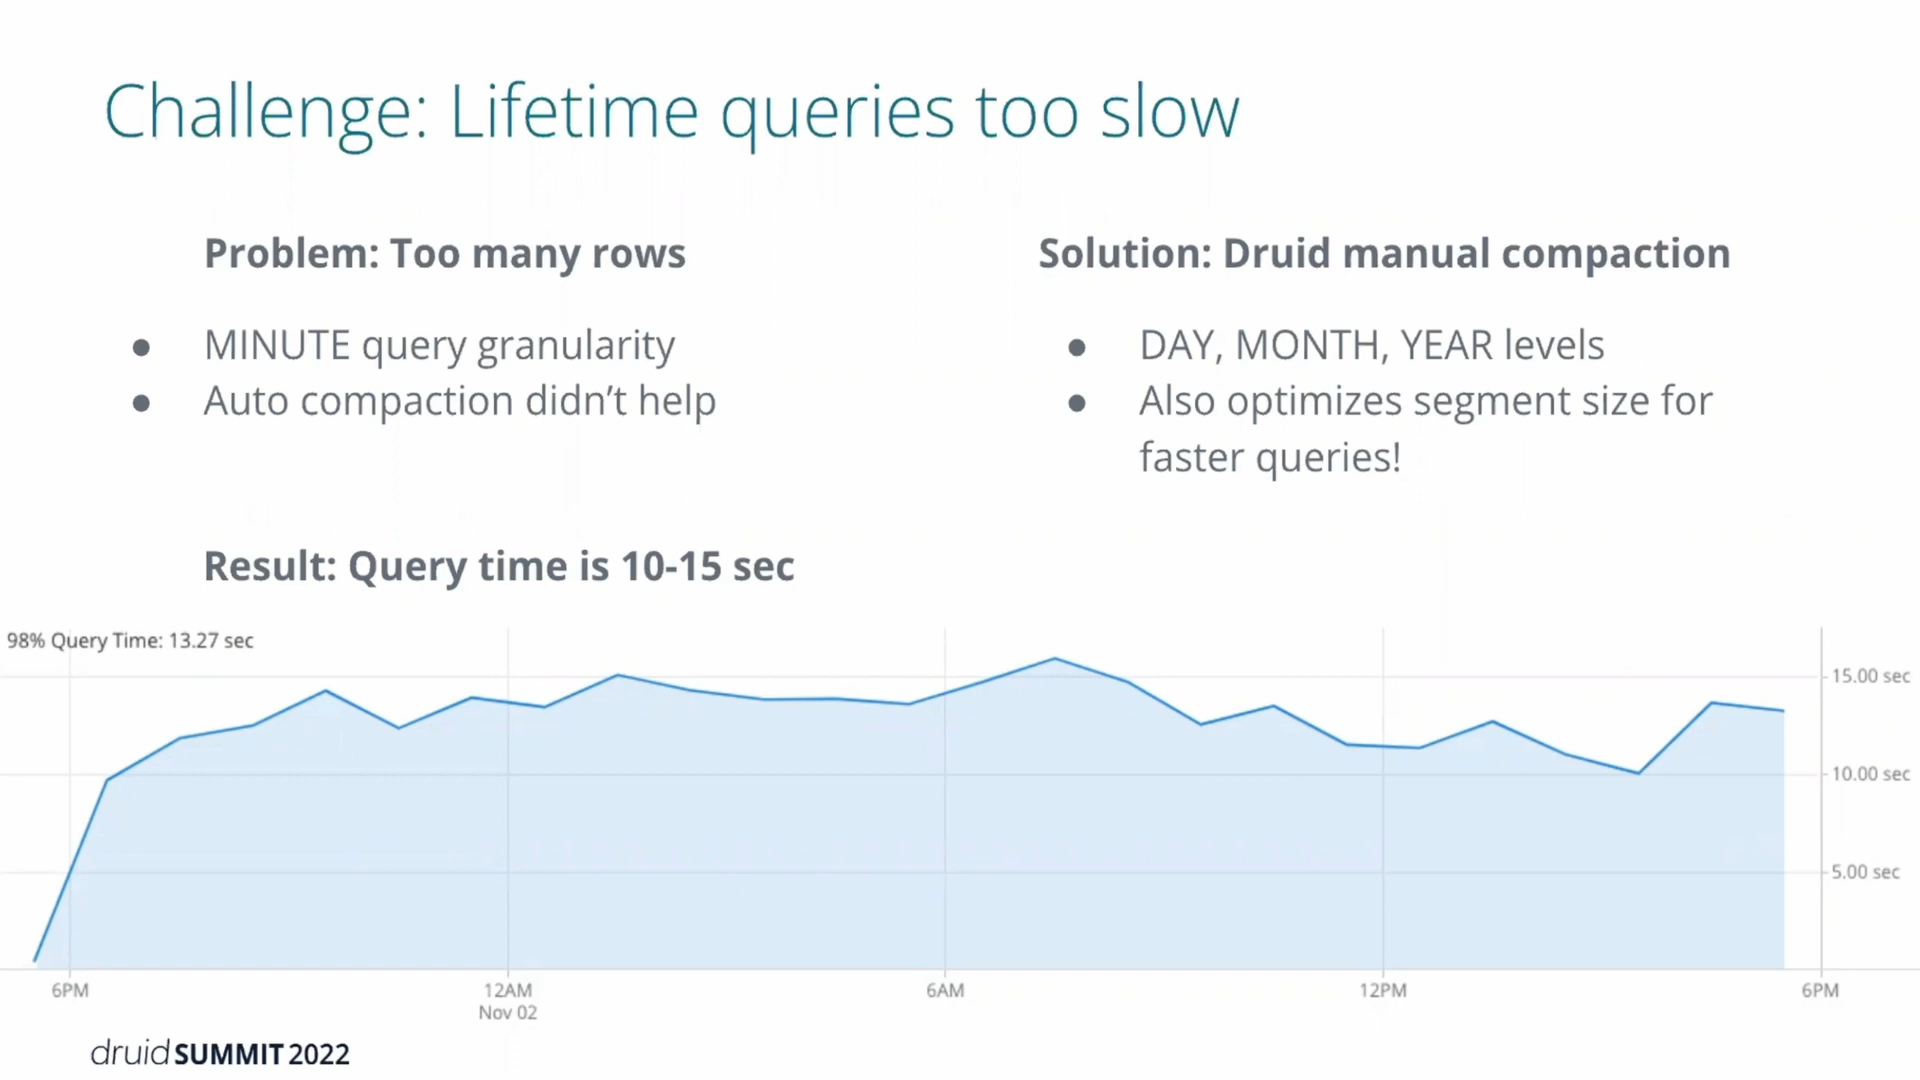 Challenge: Lifetime queries too slow
Problem: Too many rows
● MINUTE query granularity
● Auto compaction didn’t help
Solution: Druid manual compaction
● DAY, MONTH, YEAR levels
● Also optimizes segment size for
faster queries!
Result: Query time is 10-15 sec
98% Query Time: 13.27 sec
15.00 sec
10.00 sec
5.00 sec
6PM
12AM
Nov 02
6AM
12PM
6PM
druid SUMMIT 2022